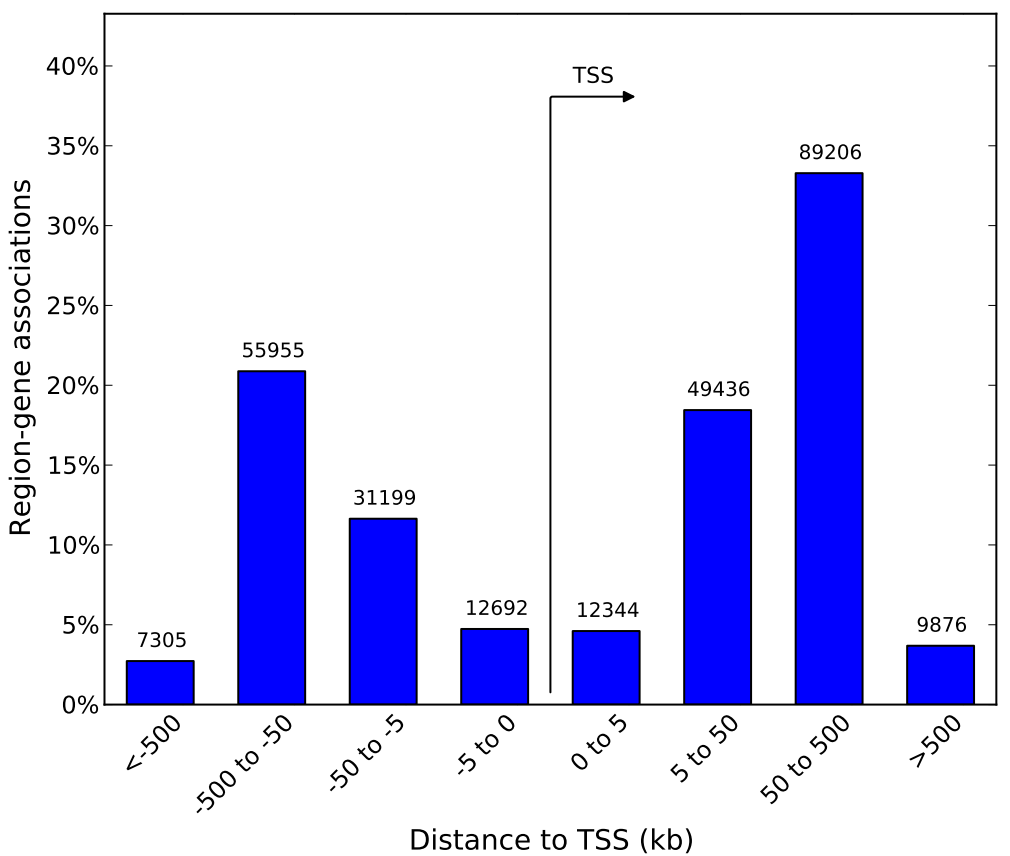 40%
35%
30%
25%
20%
15%
10%
5%
0%
Region-gene associations
TSS
7305
55955
31199
12692
12344
49436
89206
9876
<-500
-500 to -50
-50 to -5
-5 to 0
0 to 5
5 to 50
50 to 500
>500
Distance to TSS (kb)